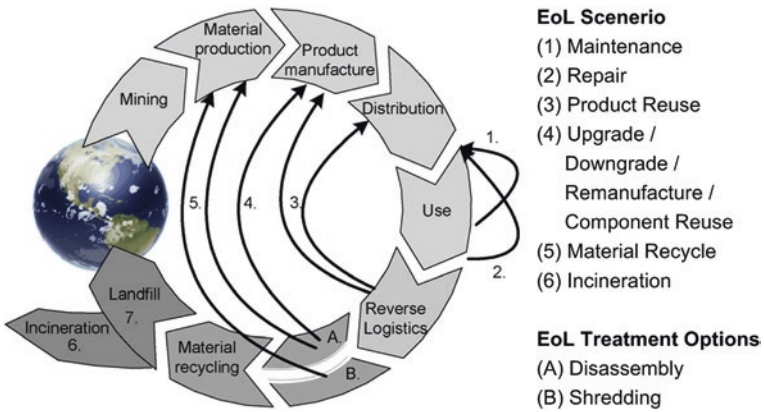 Material
production
Product
manufacture
Mining
Distribution
1.
Use
5.
4.
3.
2.
Landfill
7.
Incineration
6.
Material
recycling
A.
B.
Reverse
Logistics
EoL Scenerio
(1) Maintenance
(2) Repair
(3) Product Reuse
(4) Upgrade /
Downgrade /
Remanufacture /
Component Reuse
(5) Material Recycle
(6) Incineration
EoL Treatment Options
(A) Disassembly
(B) Shredding